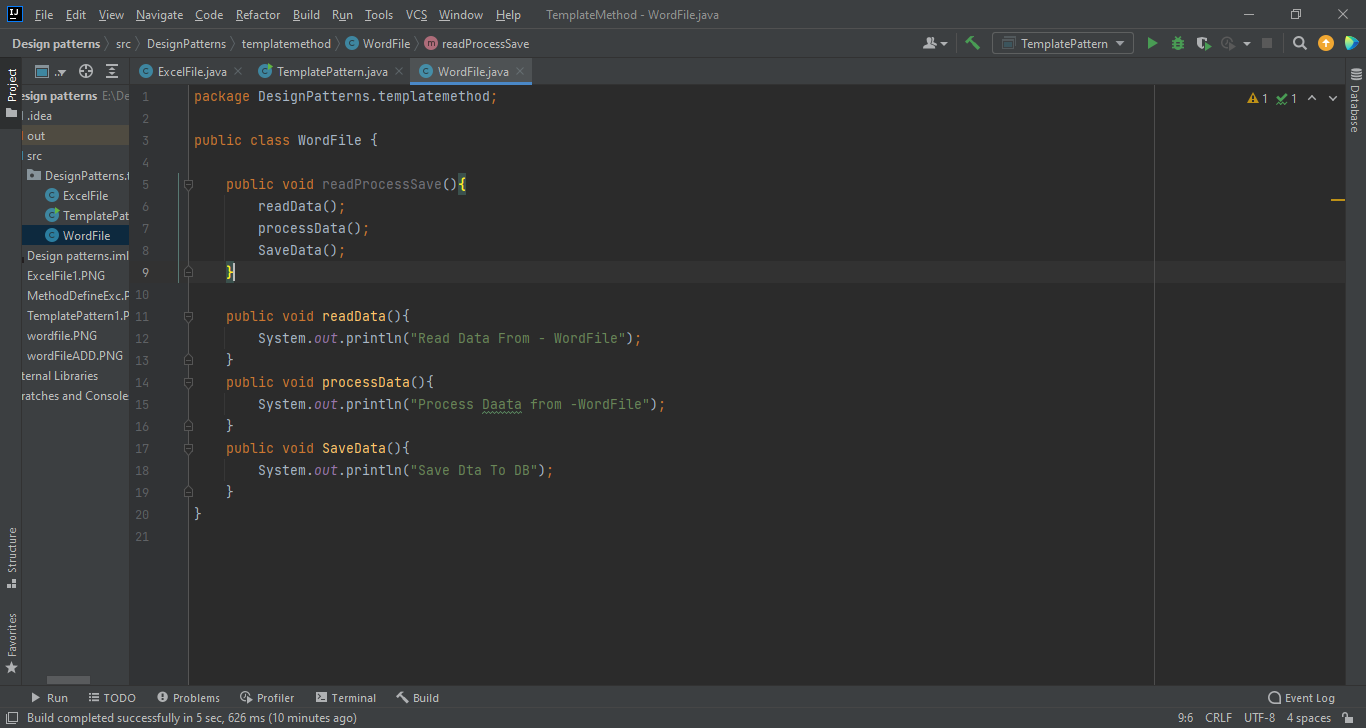 File Edit View Navigate Code Refactor Build Run Tools VCS Window Help TemplateMethod - WordFile.java
Design patterns src DesignPatterns templatemethod WordFile readProcessSave TemplatePattern
Project
ExcelFile.java TemplatePattern.java WordFile.java
esign patterns E:\De
.idea
out
src
DesignPatterns.t
ExcelFile
TemplatePat
WordFile
Design patterns.iml
ExcelFile1.PNG
MethodDefineExc.P
TemplatePattern1.P
wordfile.PNG
wordFileADD.PNG
ternal Libraries
ratches and Console
1 package DesignPatterns.templatemethod;
2
3 public class WordFile {
4
5 public void readProcessSave(){
6 readData();
7 processData();
8 SaveData();
9 }
10
11 public void readData(){
12 System.out.println("Read Data From - WordFile");
13 }
14 public void processData(){
15 System.out.println("Process Daata from -WordFile");
16 }
17 public void SaveData(){
18 System.out.println("Save Dta To DB");
19 }
20 }
21
1 1
Database
Structure
Favorites
Run TODO Problems Profiler Terminal Build Event Log
Build completed successfully in 5 sec, 626 ms (10 minutes ago) 9:6 CRLF UTF-8 4 spaces